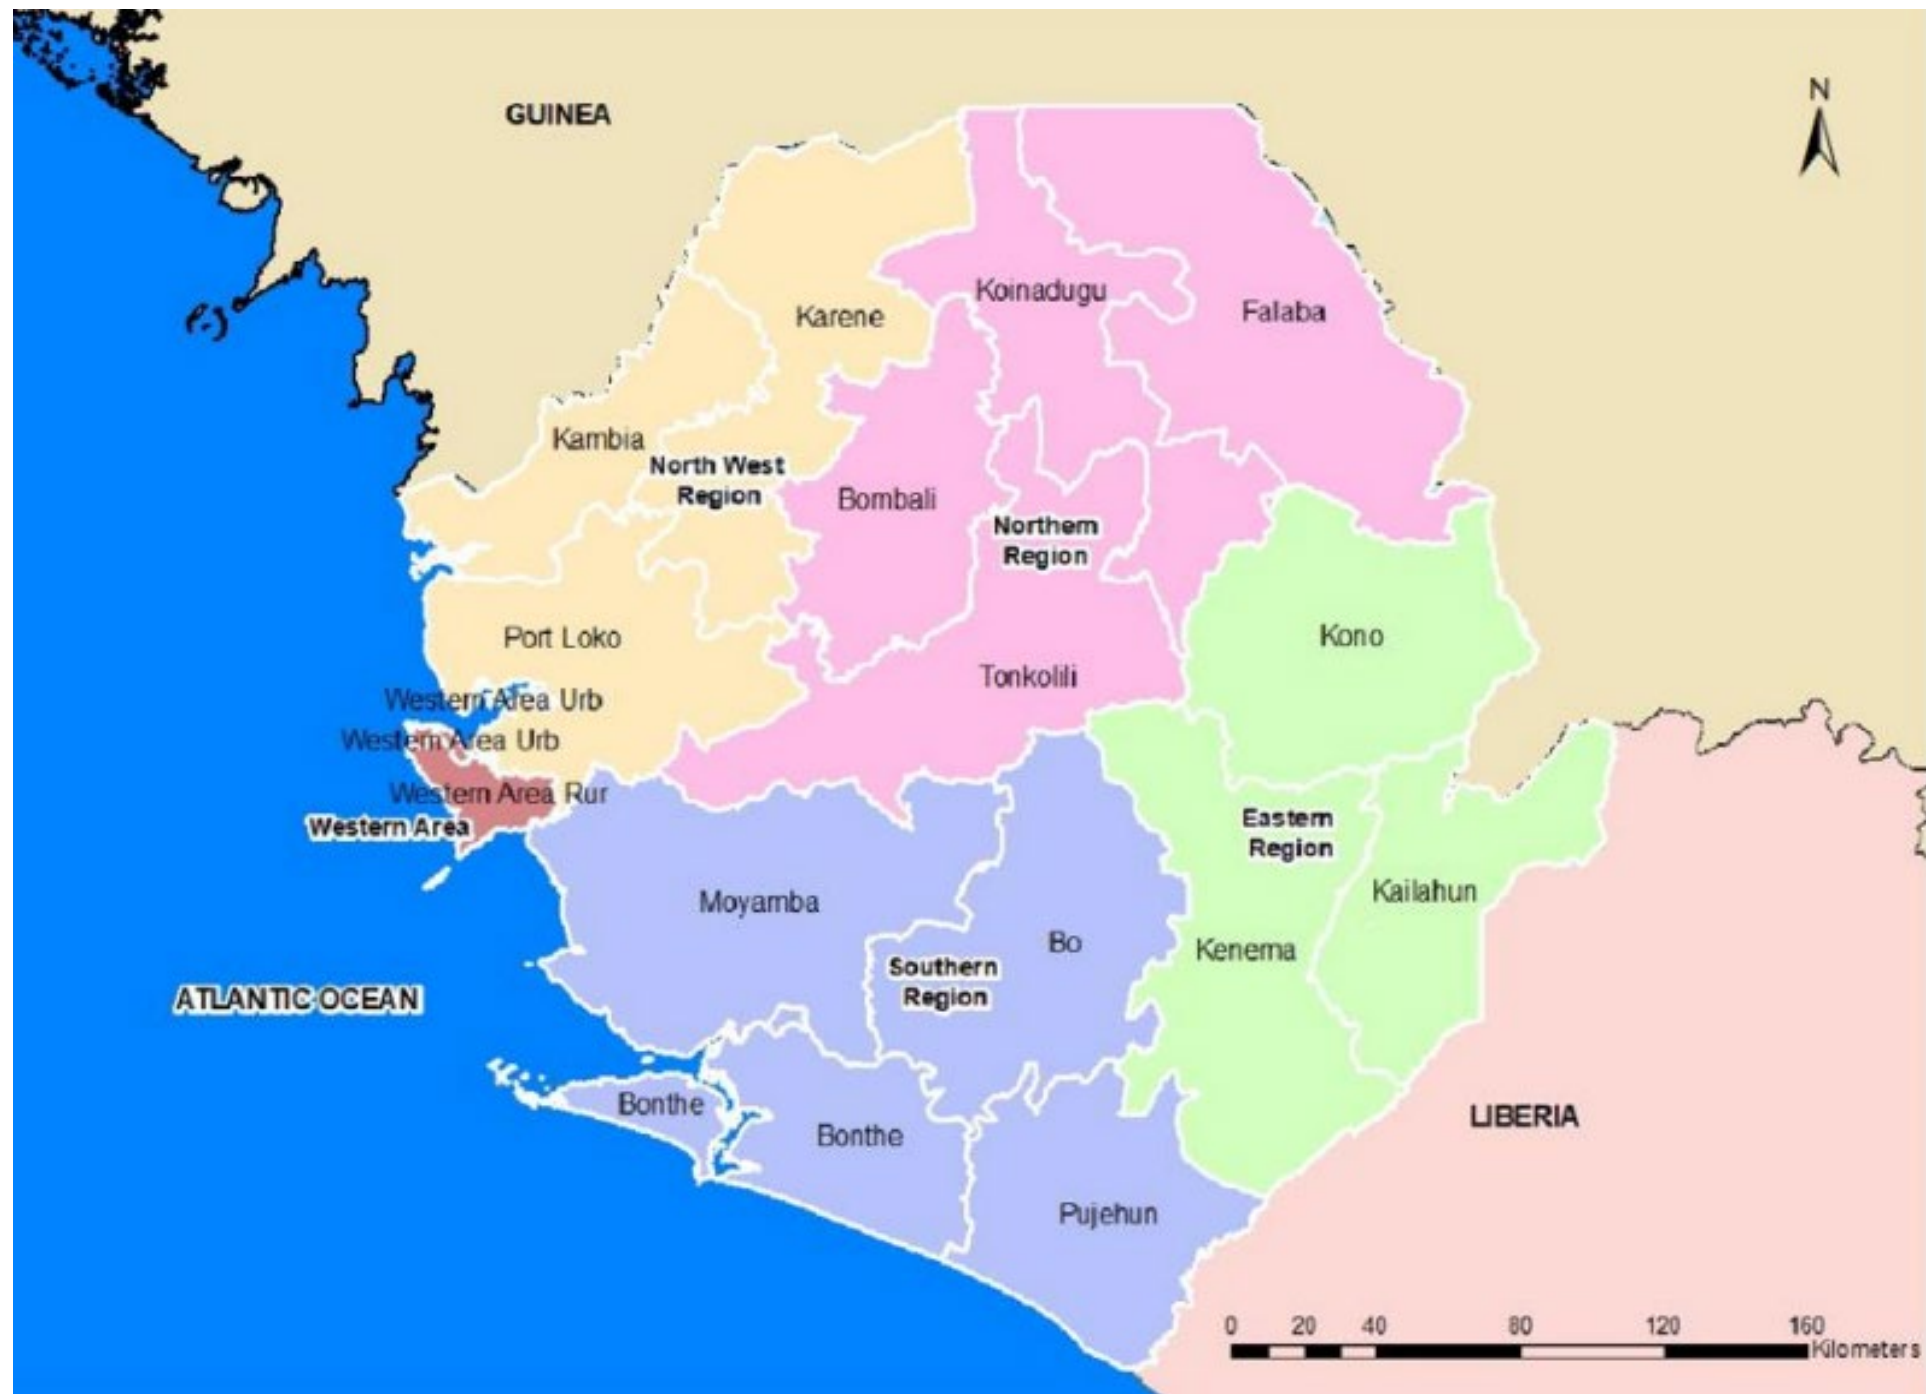 GUINEA
N
Koinadugu
Karene
Falaba
Kambia
North West
Region
Bombali
Northern
Region
Port Loko
Kono
Tonkolili
Western Area Urb
Western Area Urb
Western Area Rur
Western Area
Eastern
Region
Moyamba
Kailahun
Bo
Kenema
Southern
Region
ATLANTIC OCEAN
Bonthe
Bonthe
LIBERIA
Pujehun
0 20 40 80 120 160
Kilometers